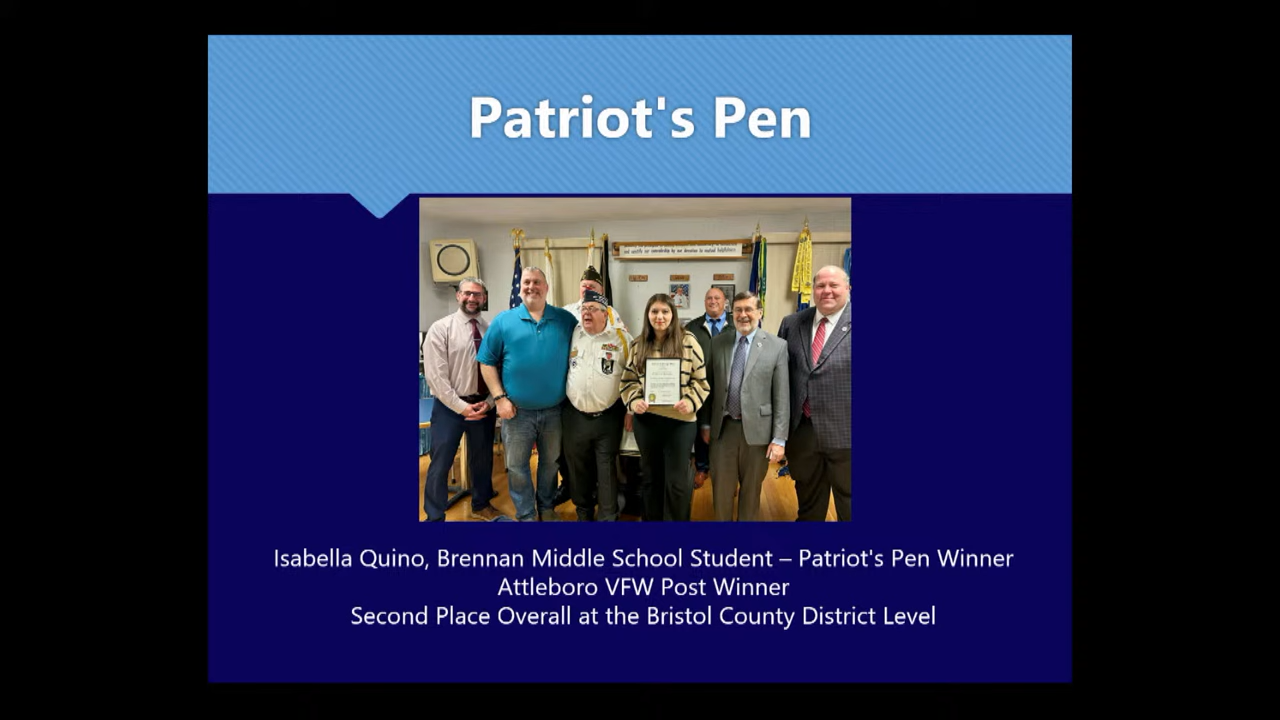 Patriot's Pen
Isabella Quino, Brennan Middle School Student – Patriot's Pen Winner
Attleboro VFW Post Winner
Second Place Overall at the Bristol County District Level